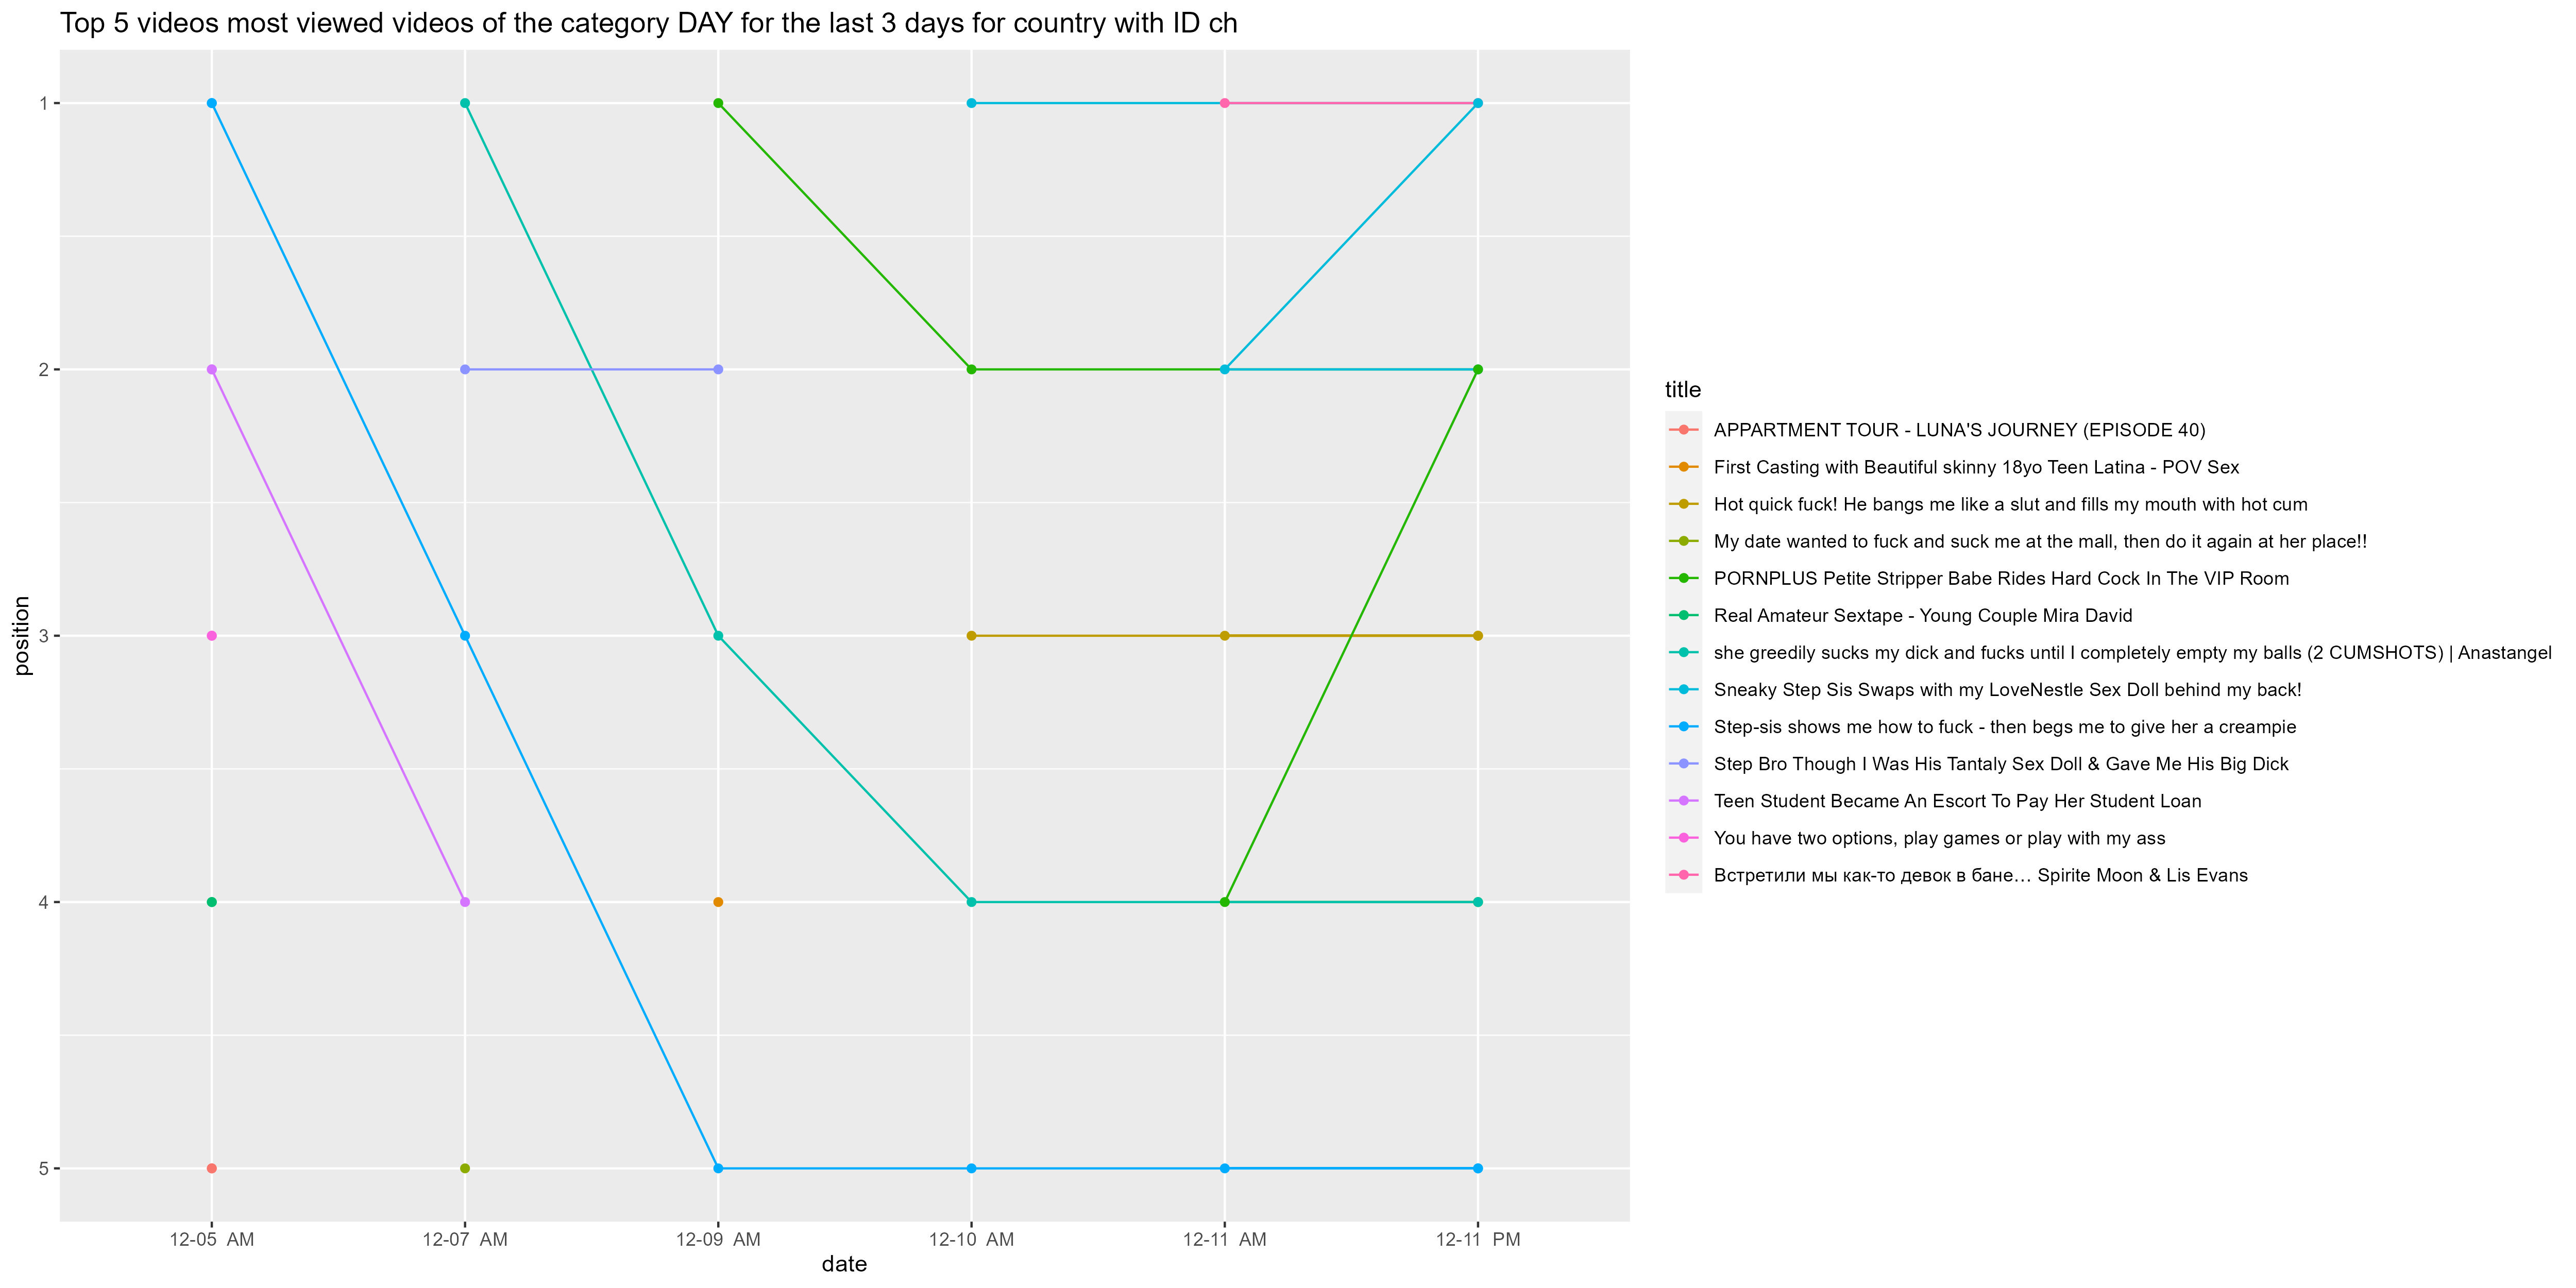 Top 5 videos most viewed videos of the category DAY for the last 3 days for country with ID ch
1
2
3
4
5
position
12-05 AM
12-07 AM
12-09 AM
12-10 AM
12-11 AM
12-11 PM
date
title
APPARTMENT TOUR - LUNA'S JOURNEY (EPISODE 40)
First Casting with Beautiful skinny 18yo Teen Latina - POV Sex
Hot quick fuck! He bangs me like a slut and fills my mouth with hot cum
My date wanted to fuck and suck me at the mall, then do it again at her place!!
PORNPLUS Petite Stripper Babe Rides Hard Cock In The VIP Room
Real Amateur Sextape - Young Couple Mira David
she greedily sucks my dick and fucks until I completely empty my balls (2 CUMSHOTS) | Anastangel
Sneaky Step Sis Swaps with my LoveNestle Sex Doll behind my back!
Step-sis shows me how to fuck - then begs me to give her a creampie
Step Bro Though I Was His Tantaly Sex Doll & Gave Me His Big Dick
Teen Student Became An Escort To Pay Her Student Loan
You have two options, play games or play with my ass
Встретили мы как-то девок в бане… Spirite Moon & Lis Evans